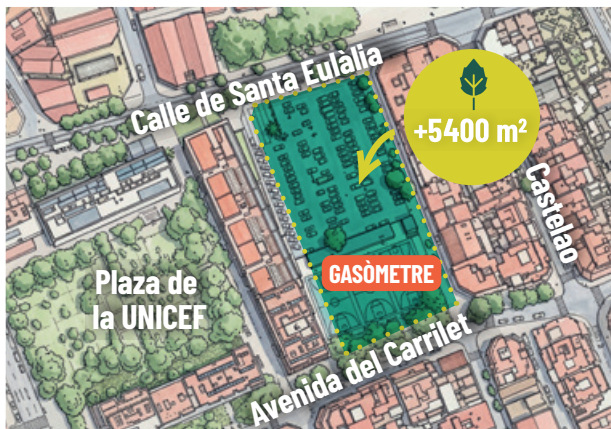 Calle de Santa Eulàlia
+5400 m²
Castelao
GASÒMETRE
Plaza de
la UNICEF
Avenida del Carrilet